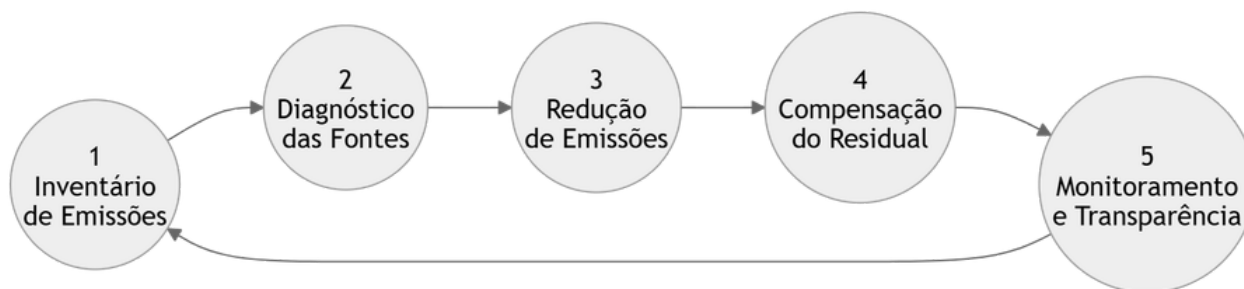 1
Inventário
de Emissões
2
Diagnóstico
das Fontes
3
Redução
de Emissões
4
Compensação
do Residual
5
Monitoramento
e Transparência